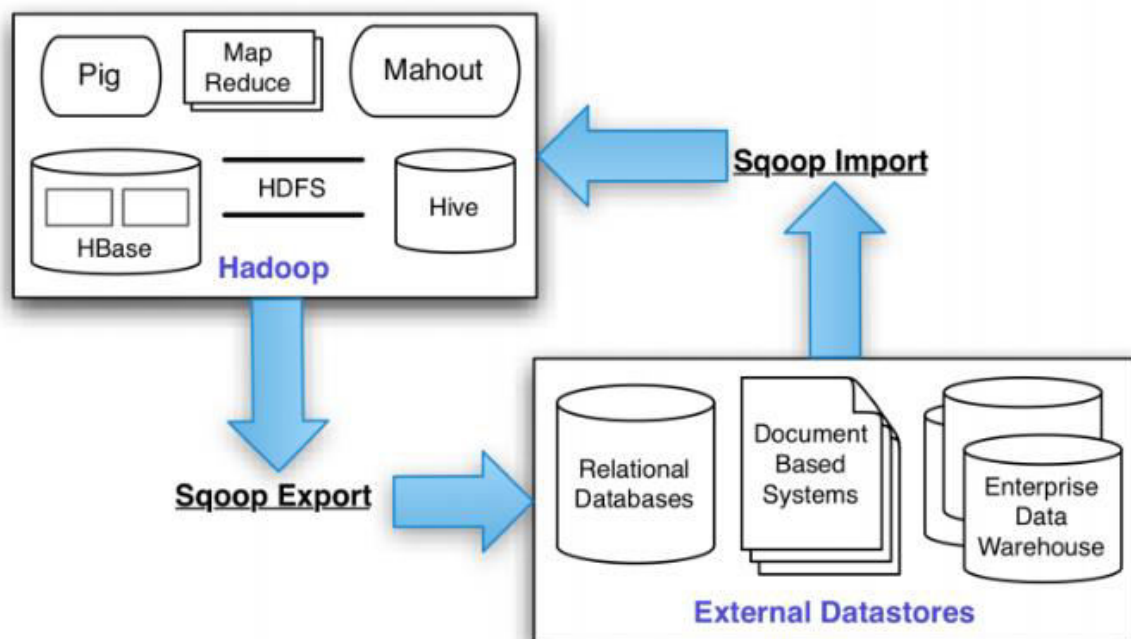 Pig
Map
Reduce
Mahout
HBase
HDFS
Hive
Hadoop
Sqoop Import
Sqoop Export
Relational
Databases
Document
Based
Systems
Enterprise
Data
Warehouse
External Datastores